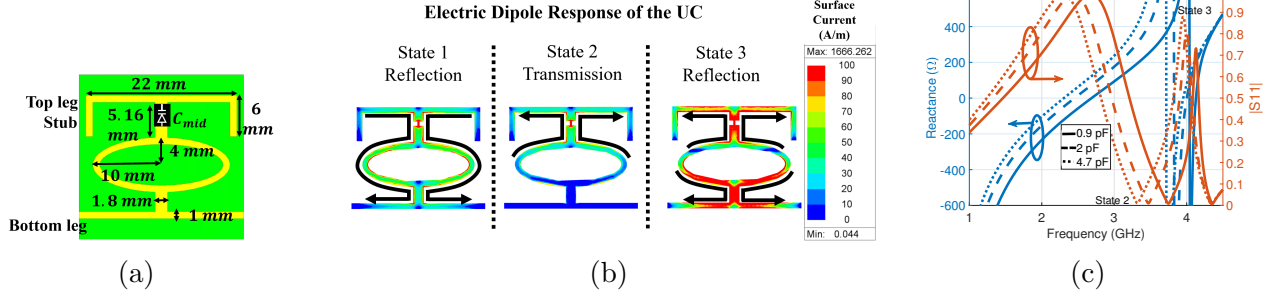 22 mm
Top leg
Stub
5.16
mm
C_mid
6
mm
4 mm
10 mm
1.8 mm
1 mm
Bottom leg
(a)
Electric Dipole Response of the UC
State 1
Reflection
State 2
Transmission
State 3
Reflection
Surface
Current
(A/m)
Max: 1666.262
100
90
80
70
60
50
40
30
20
10
0
Min: 0.044
(b)
Reactance (Ω)
400
200
0
-200
-400
-600
0.9 pF
2 pF
4.7 pF
State 3
State 2
1 2 3 4
Frequency (GHz)
0.9
0.8
0.7
0.6
0.5
0.4
0.3
0.2
0.1
0
|S11|
(c)